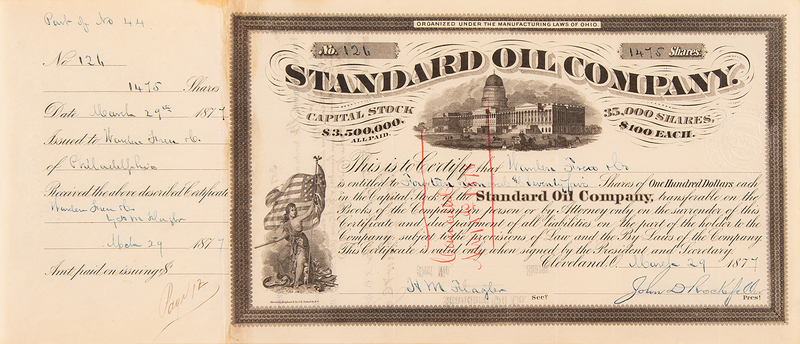 Part of No 44
No 126
1475 Shares
Date March 29th 1877
Issued to Warden Frew & Co.
of Philadelphia
Received the above described Certificate
Warden Frew & Co.
H M Flagler
Mch 29 1877
Amt paid on issuing $
Page 12
ORGANIZED UNDER THE MANUFACTURING LAWS OF OHIO.
No. 126
1475 Shares.
STANDARD OIL COMPANY.
CAPITAL STOCK
$3,500,000.
ALL PAID.
35,000 SHARES,
$100 EACH.
This is to Certify that Warden Frew & Co
is entitled to Fourteen Hundred & Seventy five Shares of One Hundred Dollars each
in the Capital Stock of the Standard Oil Company, transferable on the
Books of the Company in person or by Attorney only on the surrender of this
Certificate and the payment of all liabilities on the part of the holder to the
Company, subject to provisions of Law and the By Laws of the Company.
This Certificate is valid only when signed by the President and Secretary
Cleveland, O. March 29 1877
H M Flagler Secy.
John D Rockefeller Prest.